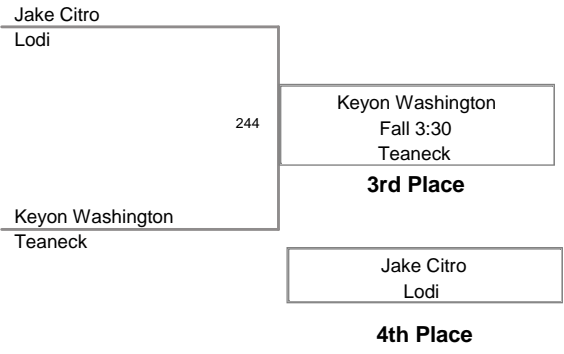 Jake Citro
Lodi
244
Keyon Washington
Fall 3:30
Teaneck
3rd Place
Keyon Washington
Teaneck
Jake Citro
Lodi
4th Place